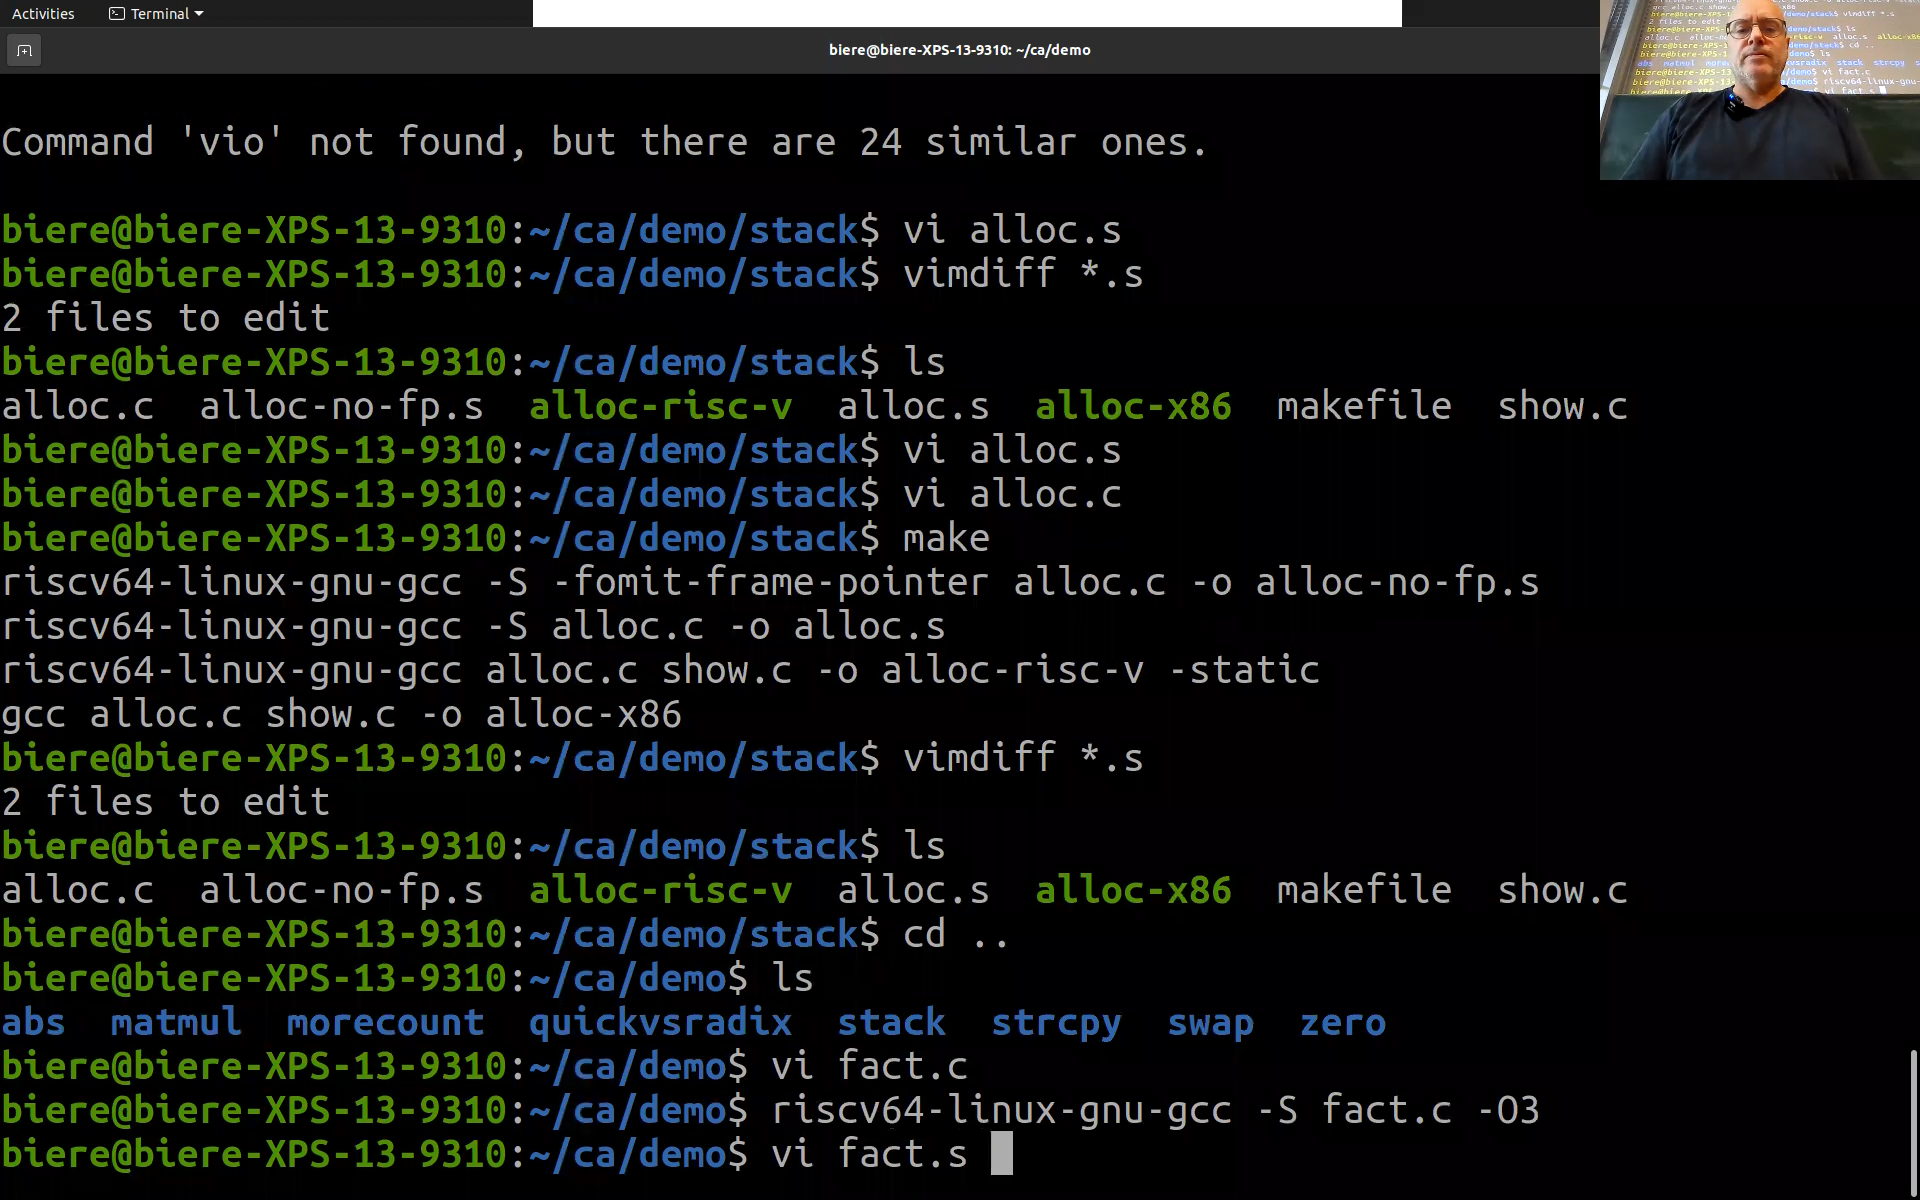 Activities Terminal
biere@biere-XPS-13-9310: ~/ca/demo
Command 'vio' not found, but there are 24 similar ones.
biere@biere-XPS-13-9310:~/ca/demo/stack$ vi alloc.s
biere@biere-XPS-13-9310:~/ca/demo/stack$ vimdiff *.s
2 files to edit
biere@biere-XPS-13-9310:~/ca/demo/stack$ ls
alloc.c alloc-no-fp.s alloc-risc-v alloc.s alloc-x86 makefile show.c
biere@biere-XPS-13-9310:~/ca/demo/stack$ vi alloc.s
biere@biere-XPS-13-9310:~/ca/demo/stack$ vi alloc.c
biere@biere-XPS-13-9310:~/ca/demo/stack$ make
riscv64-linux-gnu-gcc -S -fomit-frame-pointer alloc.c -o alloc-no-fp.s
riscv64-linux-gnu-gcc -S alloc.c -o alloc.s
riscv64-linux-gnu-gcc alloc.c show.c -o alloc-risc-v -static
gcc alloc.c show.c -o alloc-x86
biere@biere-XPS-13-9310:~/ca/demo/stack$ vimdiff *.s
2 files to edit
biere@biere-XPS-13-9310:~/ca/demo/stack$ ls
alloc.c alloc-no-fp.s alloc-risc-v alloc.s alloc-x86 makefile show.c
biere@biere-XPS-13-9310:~/ca/demo/stack$ cd ..
biere@biere-XPS-13-9310:~/ca/demo$ ls
abs matmul morecount quickvsradix stack strcpy swap zero
biere@biere-XPS-13-9310:~/ca/demo$ vi fact.c
biere@biere-XPS-13-9310:~/ca/demo$ riscv64-linux-gnu-gcc -S fact.c -O3
biere@biere-XPS-13-9310:~/ca/demo$ vi fact.s